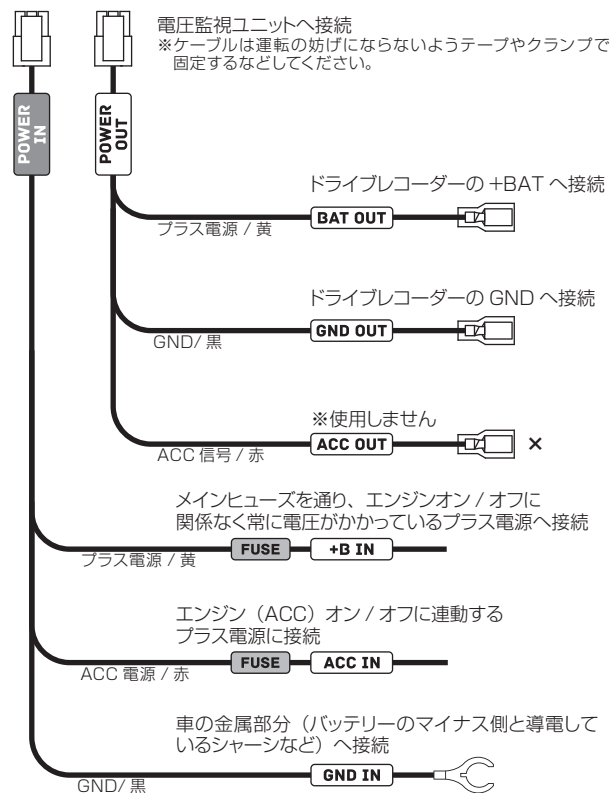 電圧監視ユニットへ接続
※ケーブルは運転の妨げにならないようテープやクランプで
固定するなどしてください。
POWER
IN
POWER
OUT
ドライブレコーダーの +BAT へ接続
BAT OUT
プラス電源 / 黄
ドライブレコーダーの GND へ接続
GND OUT
GND/ 黒
※使用しません
ACC OUT
×
ACC 信号 / 赤
メインヒューズを通り、エンジンオン / オフに
関係なく常に電圧がかかっているプラス電源へ接続
FUSE
+B IN
プラス電源 / 黄
エンジン（ACC）オン / オフに連動する
プラス電源に接続
FUSE
ACC IN
ACC 電源 / 赤
車の金属部分（バッテリーのマイナス側と導電して
いるシャーシなど）へ接続
GND IN
GND/ 黒